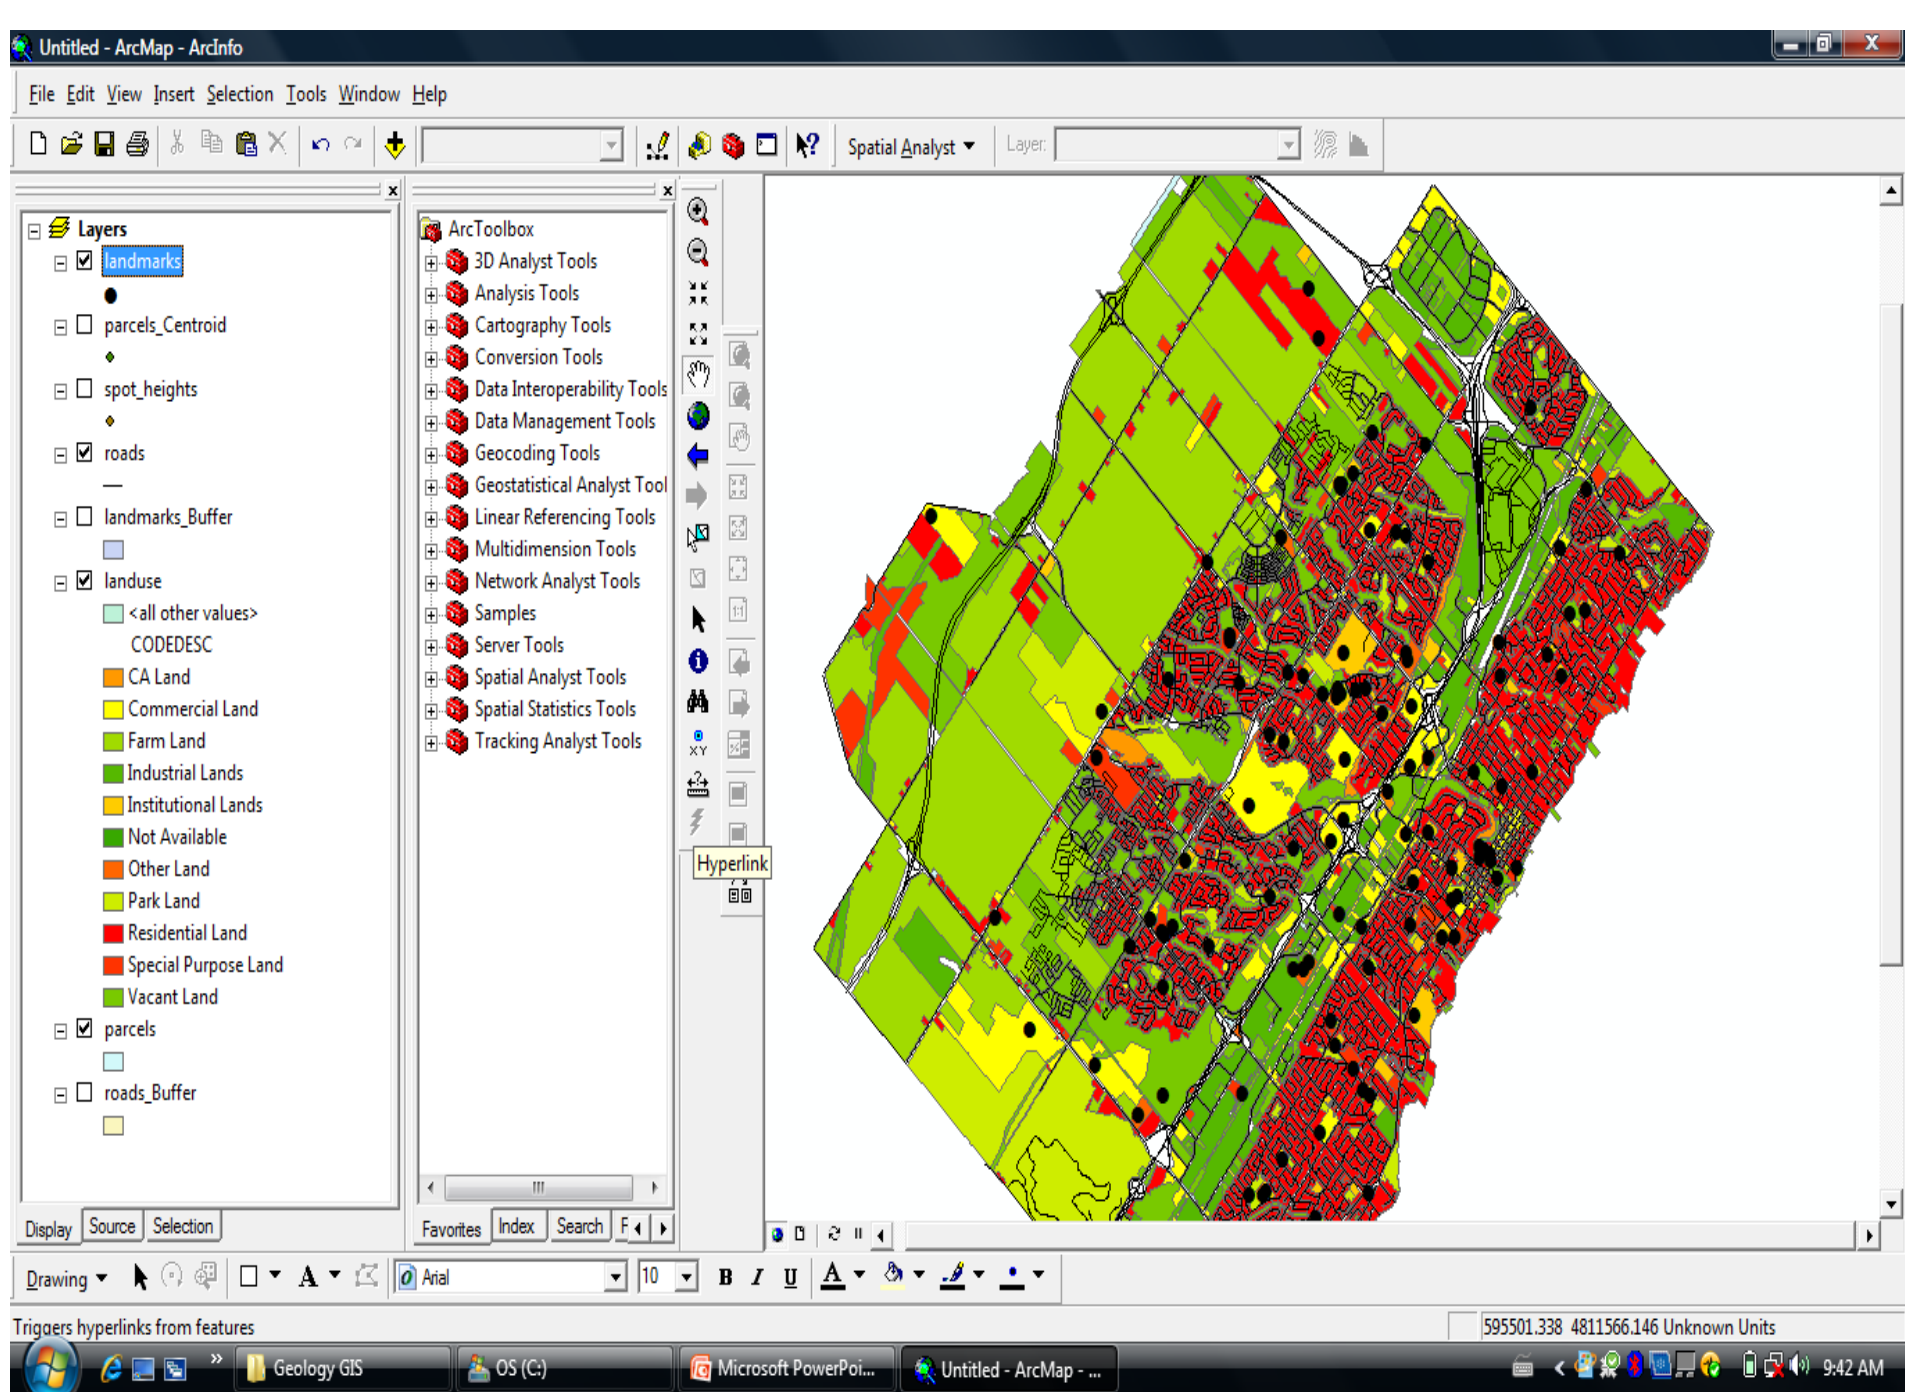 Untitled - ArcMap - ArcInfo
File Edit View Insert Selection Tools Window Help
Spatial Analyst
Layer:
Layers
landmarks
parcels_Centroid
spot_heights
roads
landmarks_Buffer
landuse
<all other values>
CODEDESC
CA Land
Commercial Land
Farm Land
Industrial Lands
Institutional Lands
Not Available
Other Land
Park Land
Residential Land
Special Purpose Land
Vacant Land
parcels
roads_Buffer
Display Source Selection
ArcToolbox
3D Analyst Tools
Analysis Tools
Cartography Tools
Conversion Tools
Data Interoperability Tools
Data Management Tools
Geocoding Tools
Geostatistical Analyst Tool
Linear Referencing Tools
Multidimension Tools
Network Analyst Tools
Samples
Server Tools
Spatial Analyst Tools
Spatial Statistics Tools
Tracking Analyst Tools
Favorites Index Search F
XY
1:1
Hyperlink
Drawing
A
Arial
10
B I U A
Triggers hyperlinks from features
595501.338 4811566.146 Unknown Units
Geology GIS
OS (C:)
Microsoft PowerPoi...
Untitled - ArcMap - ...
9:42 AM